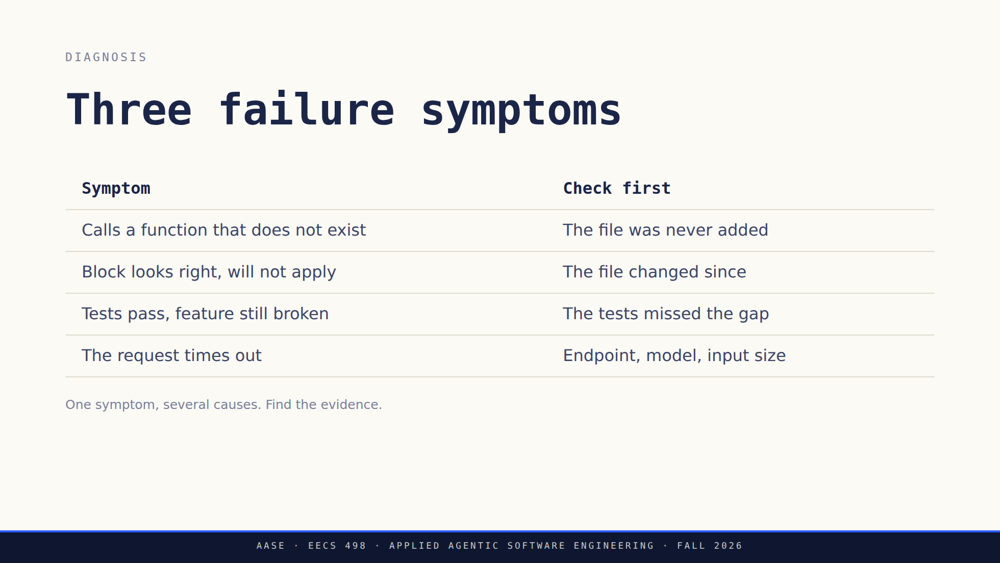 DIAGNOSIS
Three failure symptoms
Symptom Check first
Calls a function that does not exist The file was never added
Block looks right, will not apply The file changed since
Tests pass, feature still broken The tests missed the gap
The request times out Endpoint, model, input size
One symptom, several causes. Find the evidence.
AASE · EECS 498 · APPLIED AGENTIC SOFTWARE ENGINEERING · FALL 2026